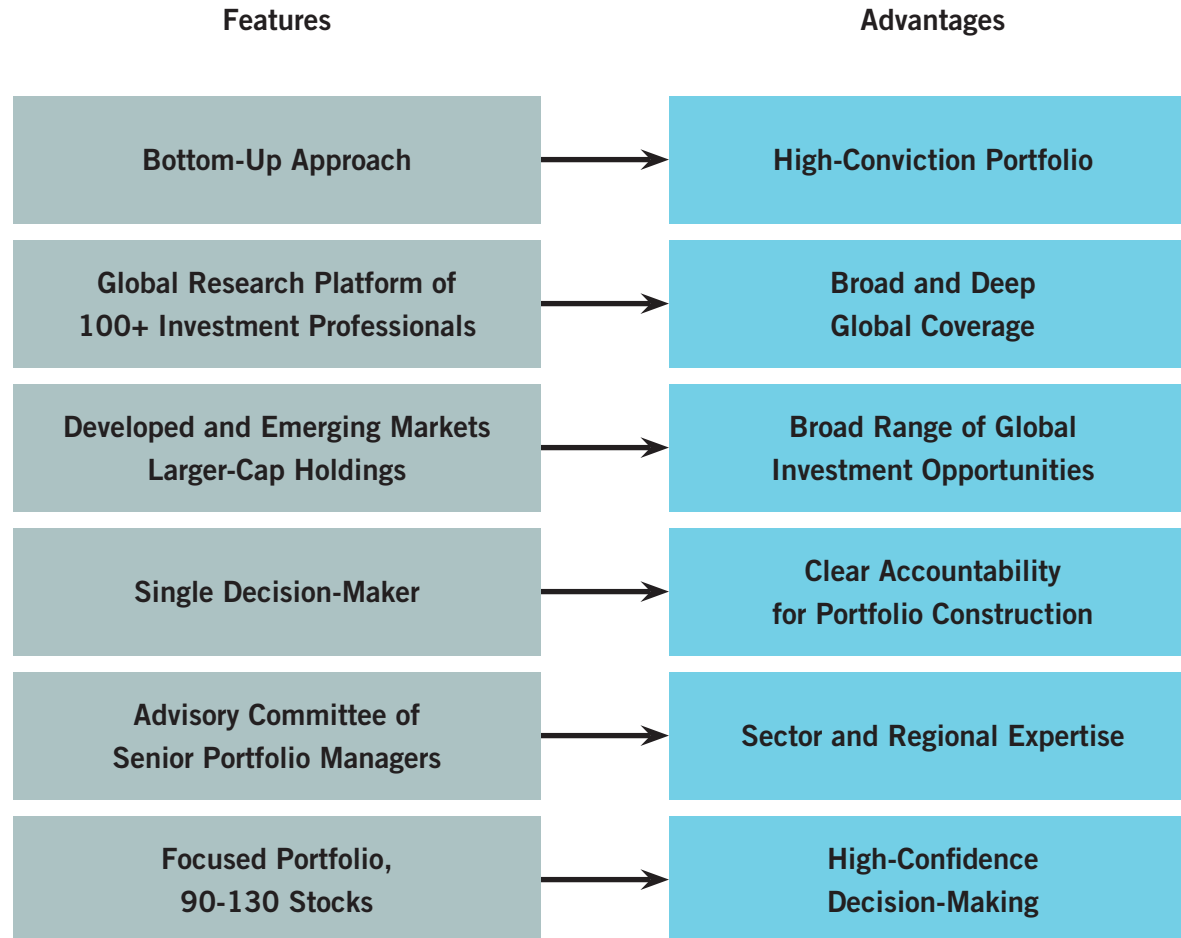 Features
Advantages
Bottom-Up Approach
High-Conviction Portfolio
Global Research Platform of
100+ Investment Professionals
Broad and Deep
Global Coverage
Developed and Emerging Markets
Larger-Cap Holdings
Broad Range of Global
Investment Opportunities
Single Decision-Maker
Clear Accountability
for Portfolio Construction
Advisory Committee of
Senior Portfolio Managers
Sector and Regional Expertise
Focused Portfolio,
90-130 Stocks
High-Confidence
Decision-Making